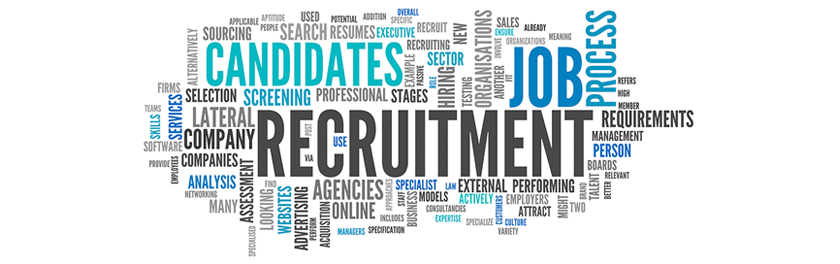 APPLICABLE
APTITUDE
USED
POTENTIAL
ADDITION
OVERALL
SPECIFIC
PEOPLE
SOURCING
SEARCH
RESUMES
EXECUTIVE
RECRUIT
ALTERNATIVELY
RECRUITING
NEW
ORGANISATIONS
SALES
ENSURE
ALREADY
INVOLVE
ORGANIZATIONS
MEANING
PROCESS
CANDIDATES
EXAMPLE
PASSIVE
SECTOR
ROLE
HIRING
TESTING
ANOTHER
FIT
JOB
REFERS
HIGH
MEMBER
FIRMS
SELECTION
SCREENING
PROFESSIONAL
STAGES
TEAMS
SKILLS
SERVICES
LATERAL
RECRUITMENT
POST
USE
VIA
REQUIREMENTS
MANAGEMENT
PERSON
SOFTWARE
COMPANY
PROVIDE
EMPLOYEES
COMPANIES
BOARDS
RELEVANT
TALENT
BETTER
ANALYSIS
NETWORKING
ASSESSMENT
FIND
AGENCIES
APPROACHES
SPECIALIST
LAW
EXTERNAL
PERFORMING
STAFF
MODELS
ACTIVELY
EMPLOYERS
BRAND
MANY
LOOKING
WEBSITES
ADVERTISING
ONLINE
BUSINESS
CONSULTANCIES
CUSTOMERS
ATTRACT
MIGHT
TWO
SPECIALISED
PERFORM
ACQUISITION
INCLUDES
EXPERTISE
SPECIALIZE
CULTURE
MANAGERS
SPECIFICATION
VARIETY